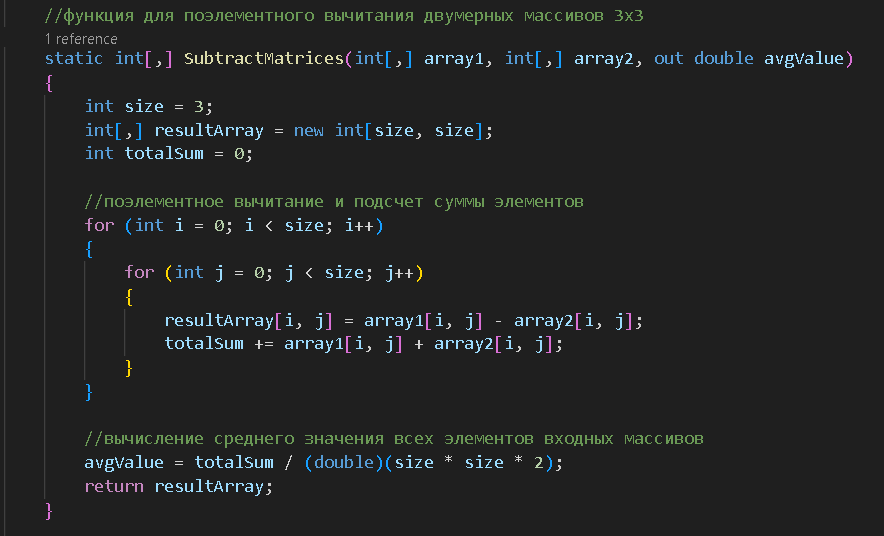 //функция для поэлементного вычитания двумерных массивов 3x3
1 reference
static int[,] SubtractMatrices(int[,] array1, int[,] array2, out double avgValue)
{
int size = 3;
int[,] resultArray = new int[size, size];
int totalSum = 0;
//поэлементное вычитание и подсчет суммы элементов
for (int i = 0; i < size; i++)
{
for (int j = 0; j < size; j++)
{
resultArray[i, j] = array1[i, j] - array2[i, j];
totalSum += array1[i, j] + array2[i, j];
}
}
//вычисление среднего значения всех элементов входных массивов
avgValue = totalSum / (double)(size * size * 2);
return resultArray;
}